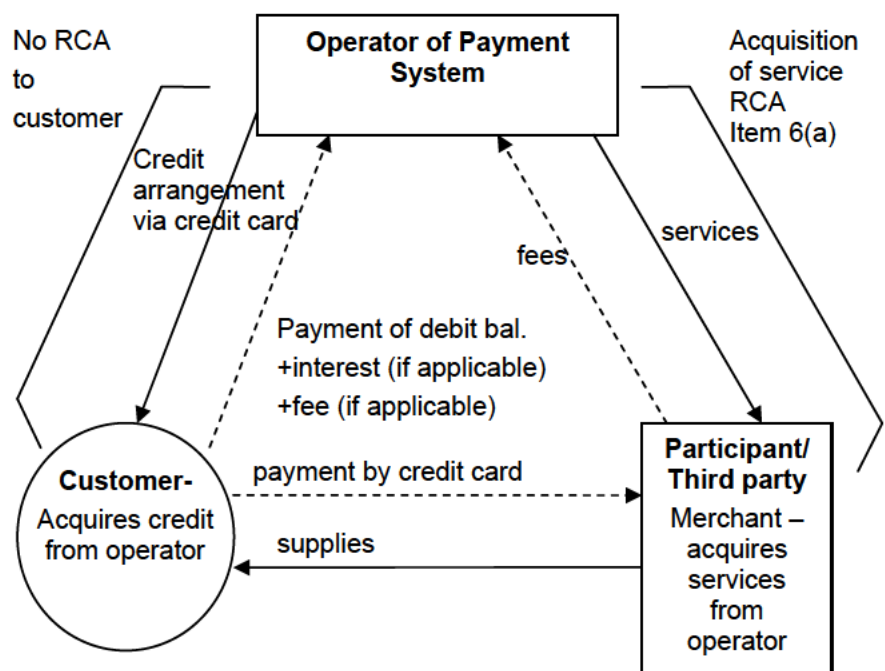 No RCA
to
customer
Operator of Payment
System
Acquisition
of service
RCA
Item 6(a)
Credit
arrangement
via credit card
services
fees
Payment of debit bal.
+interest (if applicable)
+fee (if applicable)
Customer-
Acquires credit
from operator
payment by credit card
supplies
Participant/
Third party
Merchant –
acquires
services
from
operator